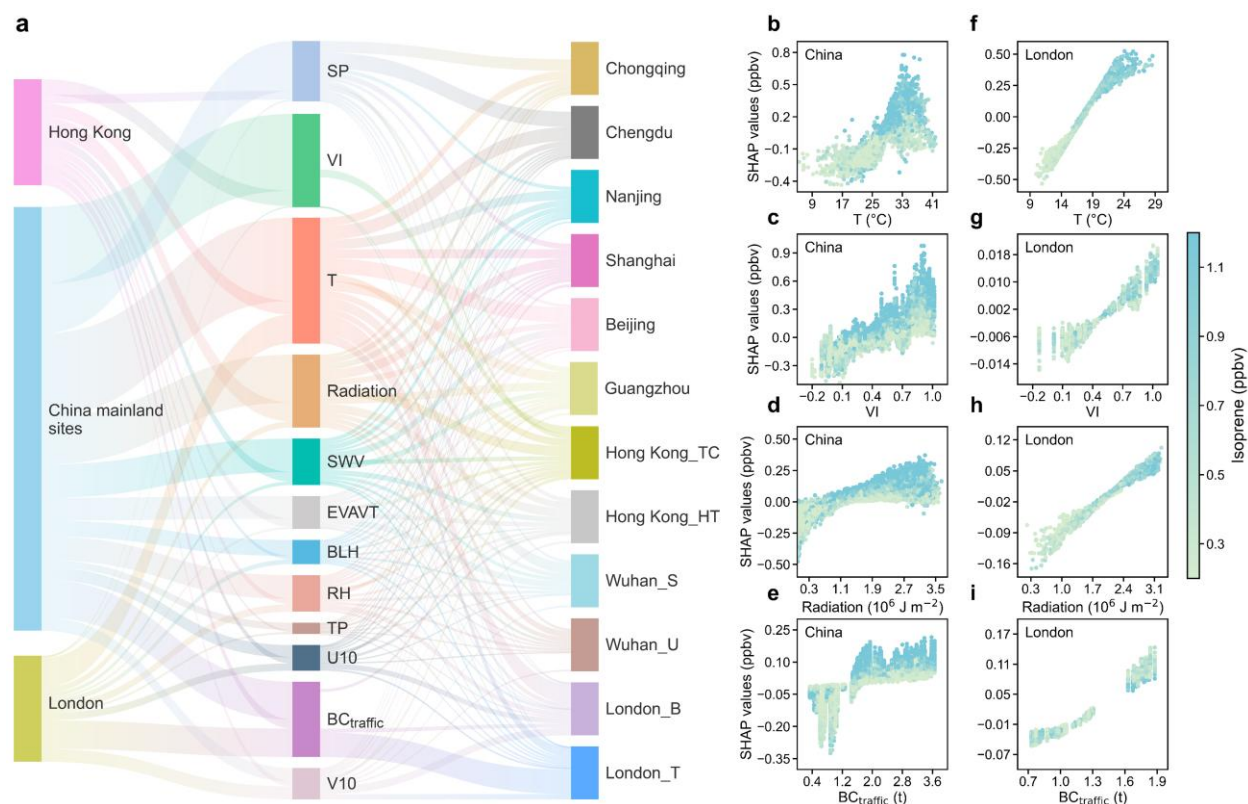 a
Hong Kong
China mainland
sites
London
SP
VI
T
Radiation
SWV
EVAVT
BLH
RH
TP
U10
BCtraffic
V10
Chongqing
Chengdu
Nanjing
Shanghai
Beijing
Guangzhou
Hong Kong_TC
Hong Kong_HT
Wuhan_S
Wuhan_U
London_B
London_T
b
China
SHAP values (ppbv)
0.8
0.5
0.2
−0.1
−0.4
9 17 25 33 41
T (°C)
f
London
0.50
0.25
0.00
−0.25
−0.50
9 14 19 24 29
T (°C)
c
China
SHAP values (ppbv)
0.9
0.6
0.3
0.0
−0.3
−0.2 0.1 0.4 0.7 1.0
VI
g
London
0.018
0.010
0.002
−0.006
−0.014
−0.2 0.1 0.4 0.7 1.0
VI
d
China
SHAP values (ppbv)
0.50
0.25
0.00
−0.25
−0.50
0.3 1.1 1.9 2.7 3.5
Radiation (10⁶ J m⁻²)
h
London
0.12
0.05
−0.02
−0.09
−0.16
0.3 1.0 1.7 2.4 3.1
Radiation (10⁶ J m⁻²)
e
China
SHAP values (ppbv)
0.25
0.10
−0.05
−0.20
−0.35
0.4 1.2 2.0 2.8 3.6
BCtraffic (t)
i
London
0.17
0.11
0.05
−0.01
−0.07
0.7 1.0 1.3 1.6 1.9
BCtraffic (t)
1.1
0.9
0.7
0.5
0.3
Isoprene (ppbv)